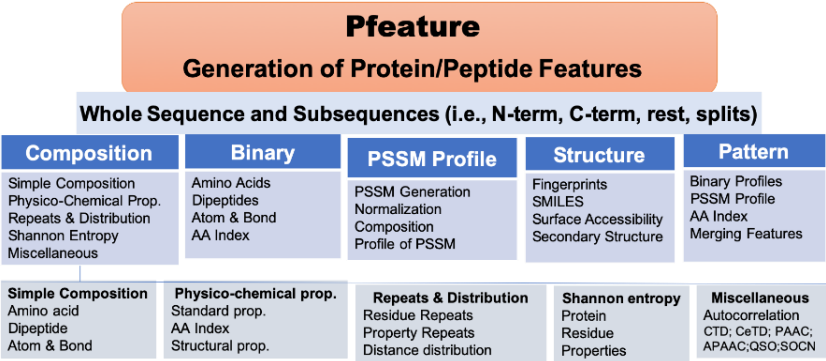 Pfeature
Generation of Protein/Peptide Features
Whole Sequence and Subsequences (i.e., N-term, C-term, rest, splits)
Composition
Simple Composition
Physico-Chemical Prop.
Repeats & Distribution
Shannon Entropy
Miscellaneous
Binary
Amino Acids
Dipeptides
Atom & Bond
AA Index
PSSM Profile
PSSM Generation
Normalization
Composition
Profile of PSSM
Structure
Fingerprints
SMILES
Surface Accessibility
Secondary Structure
Pattern
Binary Profiles
PSSM Profile
AA Index
Merging Features
Simple Composition
Amino acid
Dipeptide
Atom & Bond
Physico-chemical prop.
Standard prop.
AA Index
Structural prop.
Repeats & Distribution
Residue Repeats
Property Repeats
Distance distribution
Shannon entropy
Protein
Residue
Properties
Miscellaneous
Autocorrelation
CTD; CeTD; PAAC;
APAAC;QSO;SOCN